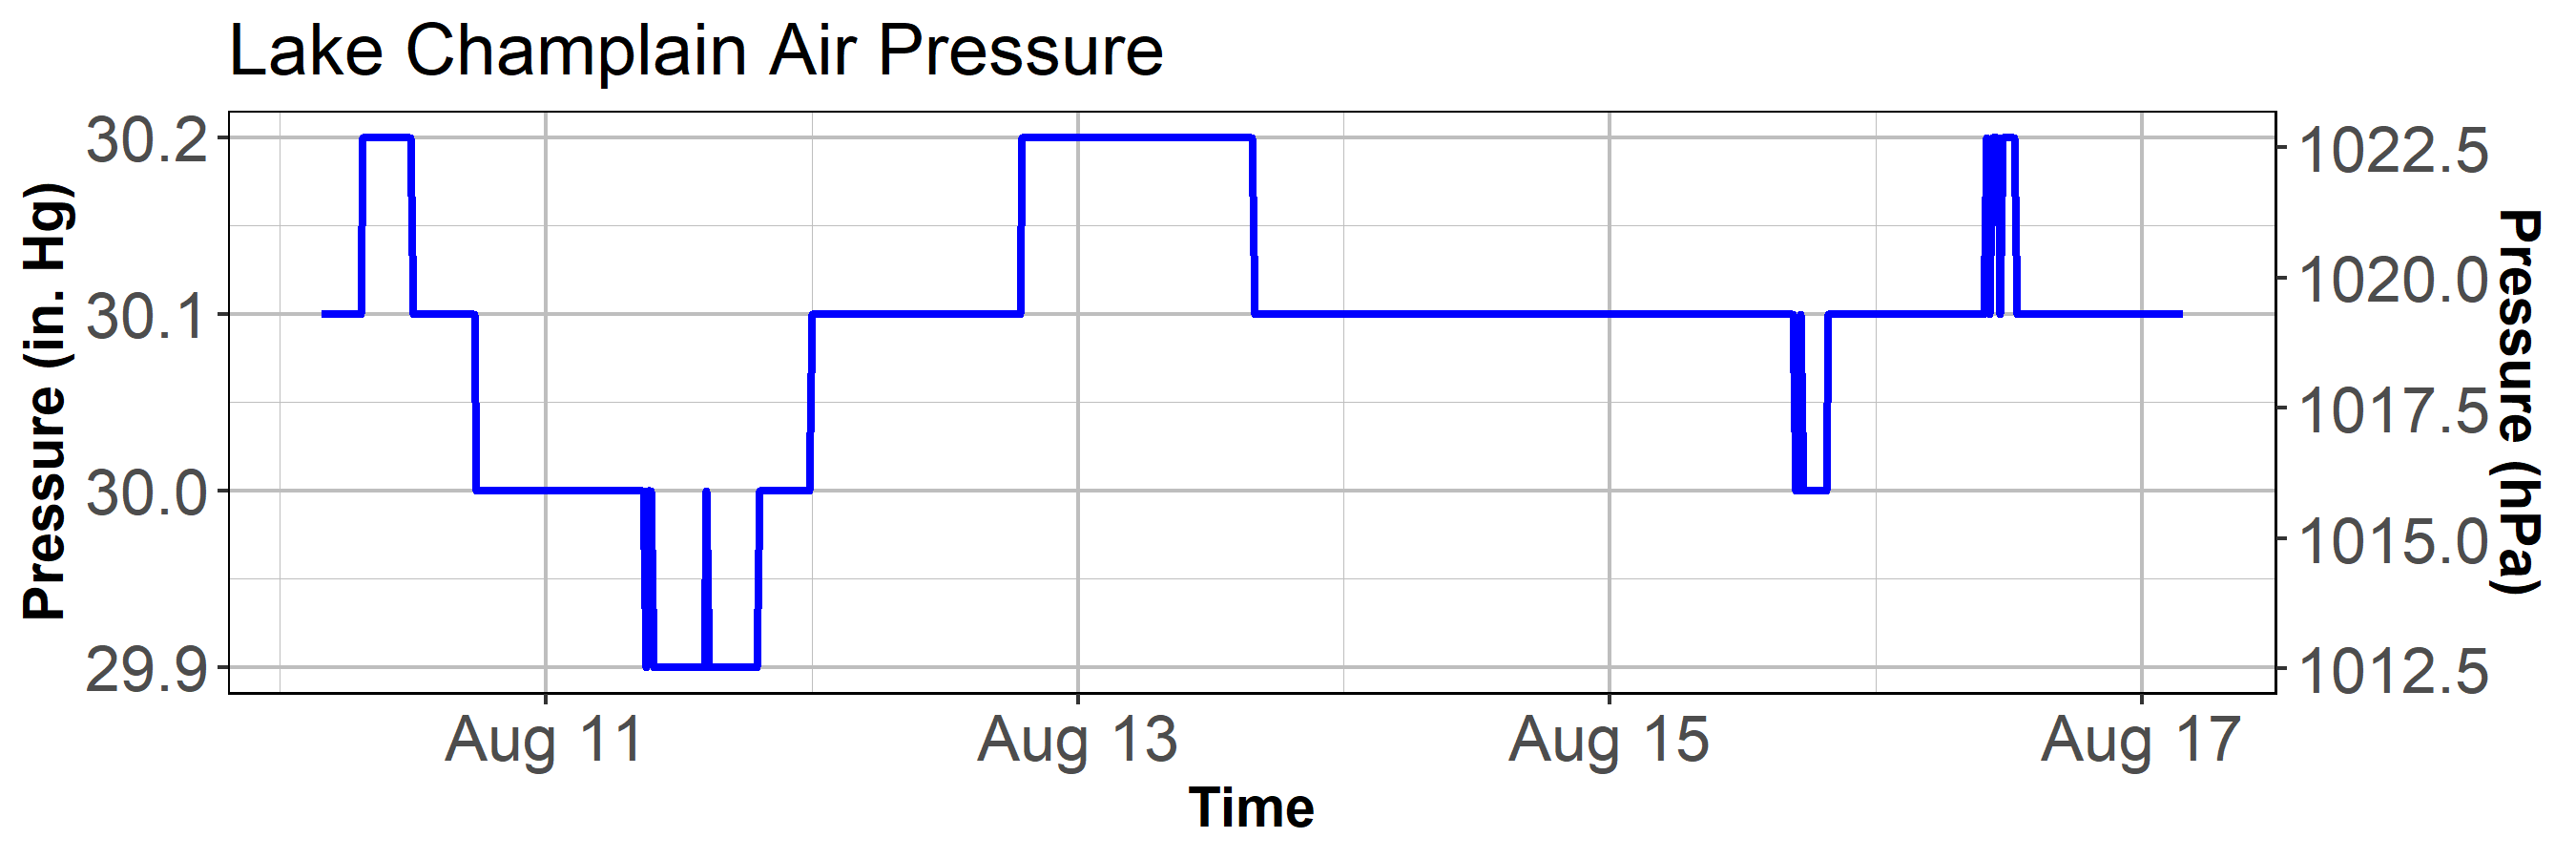 Lake Champlain Air Pressure
30.2
30.1
30.0
29.9
Pressure (in. Hg)
1022.5
1020.0
1017.5
1015.0
1012.5
Pressure (hPa)
Aug 11
Aug 13
Aug 15
Aug 17
Time